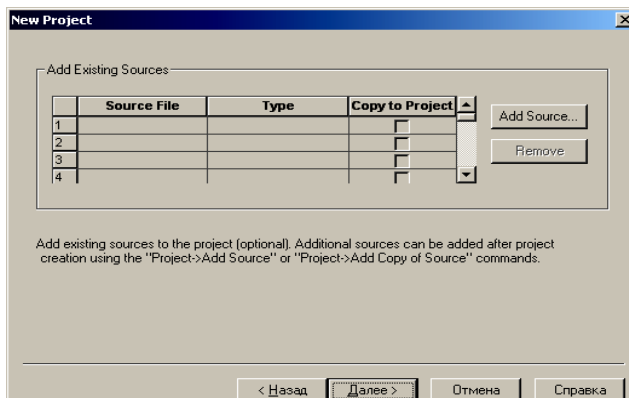 New Project
Add Existing Sources
Source File Type Copy to Project
1
2
3
4
Add Source...
Remove
Add existing sources to the project (optional). Additional sources can be added after project
creation using the "Project->Add Source" or "Project->Add Copy of Source" commands.
< Назад Далее > Отмена Справка